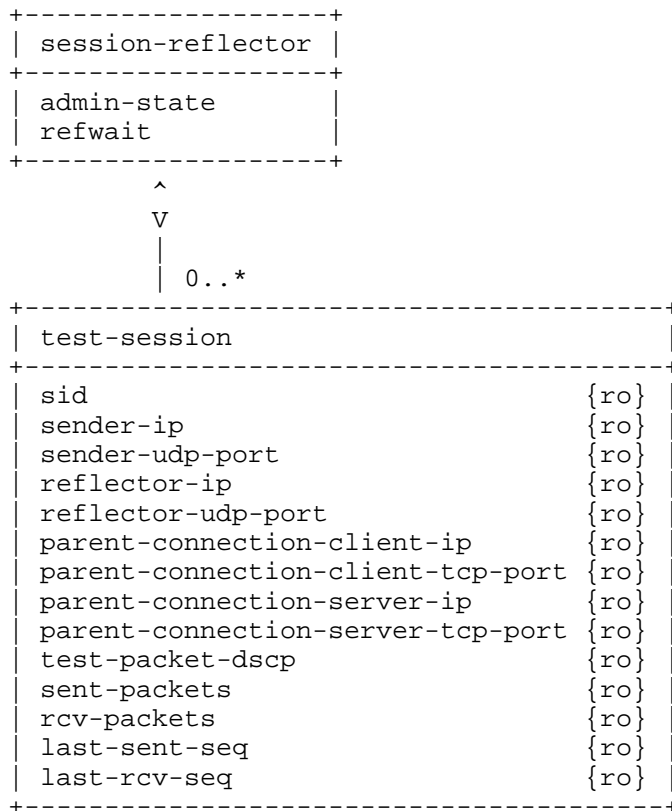 +-------------------+
| session-reflector |
+-------------------+
| admin-state       |
| refwait           |
+-------------------+
         ^
         V
         |
         | 0..*
+----------------------------------------+
| test-session                           |
+----------------------------------------+
| sid                               {ro} |
| sender-ip                         {ro} |
| sender-udp-port                   {ro} |
| reflector-ip                      {ro} |
| reflector-udp-port                {ro} |
| parent-connection-client-ip       {ro} |
| parent-connection-client-tcp-port {ro} |
| parent-connection-server-ip       {ro} |
| parent-connection-server-tcp-port {ro} |
| test-packet-dscp                  {ro} |
| sent-packets                      {ro} |
| rcv-packets                       {ro} |
| last-sent-seq                     {ro} |
| last-rcv-seq                      {ro} |
+----------------------------------------+